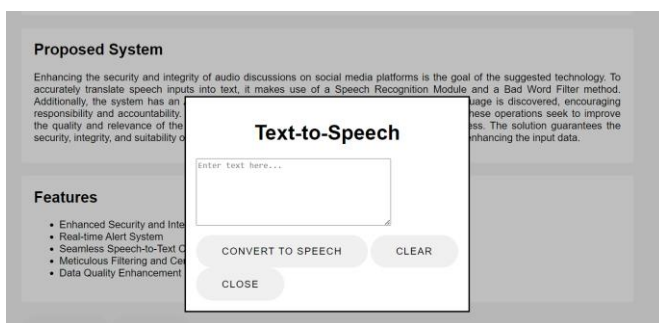 Proposed System
Enhancing the security and integrity of audio discussions on social media platforms is the goal of the suggested technology. To
accurately translate speech inputs into text, it makes use of a Speech Recognition Module and a Bad Word Filter method.
Additionally, the system has an uage is discovered, encouraging
responsibility and accountability. hese operations seek to improve
the quality and relevance of the ess. The solution guarantees the
security, integrity, and suitability o enhancing the input data.
Text-to-Speech
Enter text here...
CONVERT TO SPEECH CLEAR
CLOSE
Features
Enhanced Security and Inte
Real-time Alert System
Seamless Speech-to-Text C
Meticulous Filtering and Ce
Data Quality Enhancement